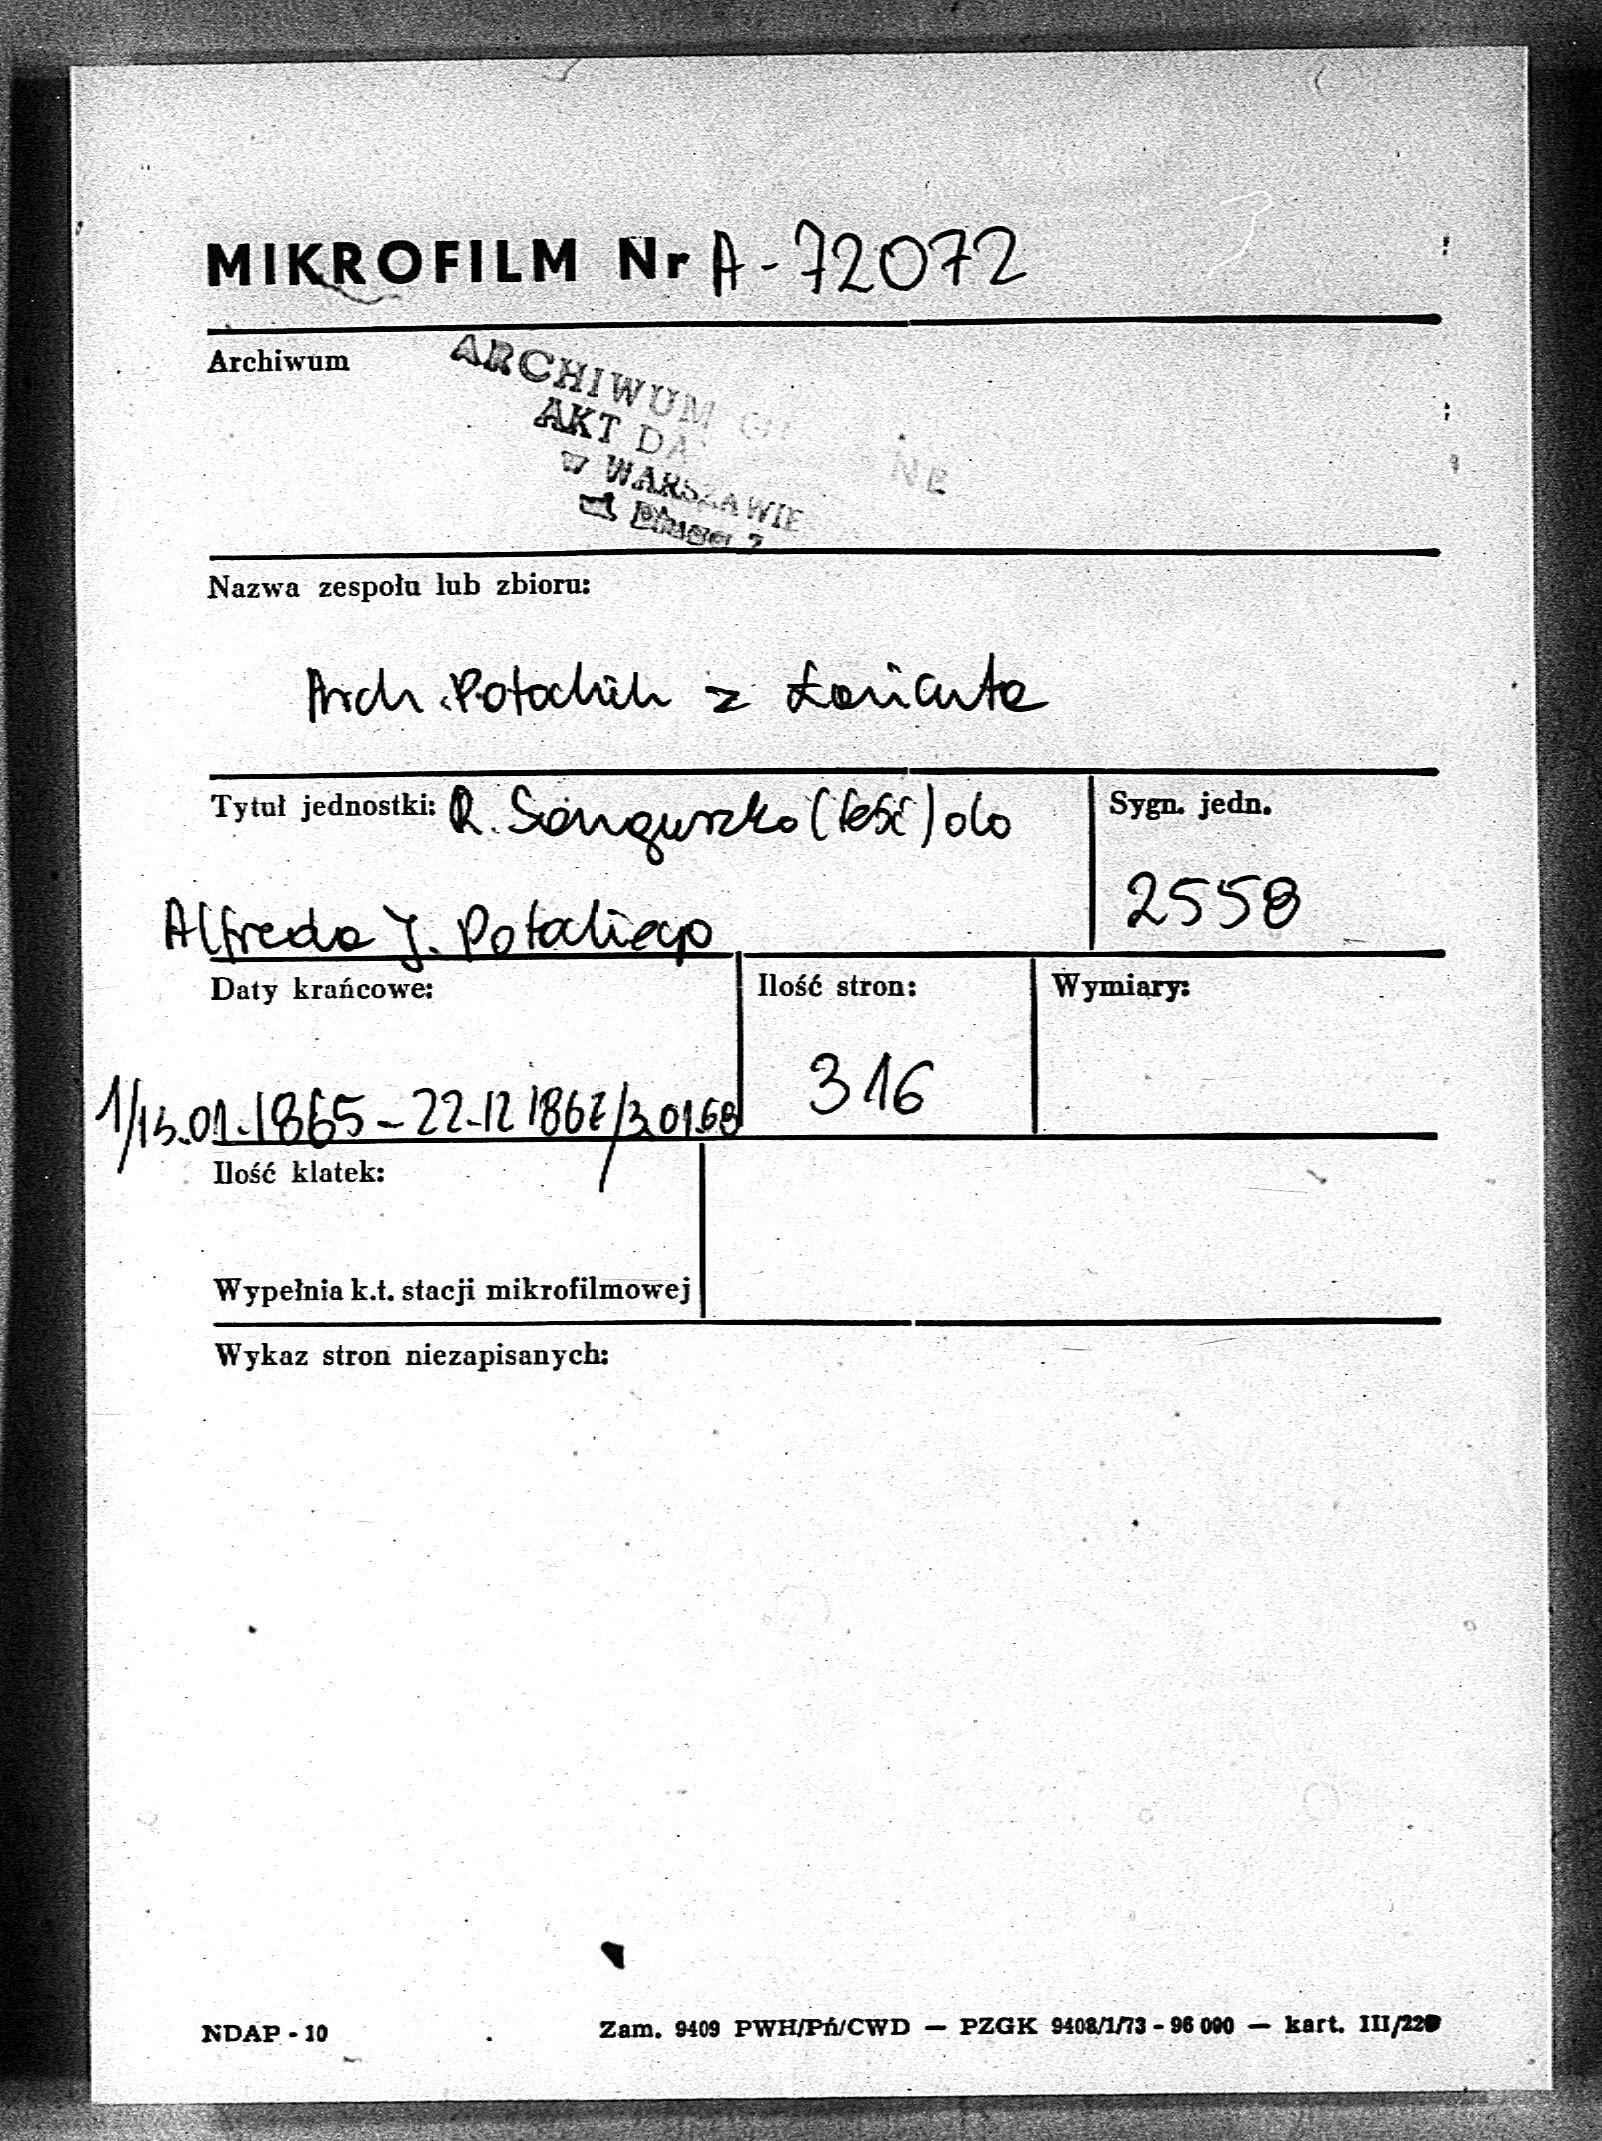 MIKROFILM Nr A-72072
Archiwum
ARCHIWUM
AKT
w WARSZAWIE
Nazwa zespołu lub zbioru:
Arch. Potockich z Łańcuta
Tytuł jednostki: R. Sanguszko (teść) do
Alfreda J. Potockiego
Sygn. jedn.
2558
Daty krańcowe:
1/13.01.1865 - 22.12 1867/3.01.68
Ilość stron:
316
Wymiary:
Ilość klatek:
Wypełnia k.t. stacji mikrofilmowej
Wykaz stron niezapisanych:
NDAP - 10
Zam. 9409 PWH/Pń/CWD — PZGK 9408/1/73 - 96 000 — kart. III/220